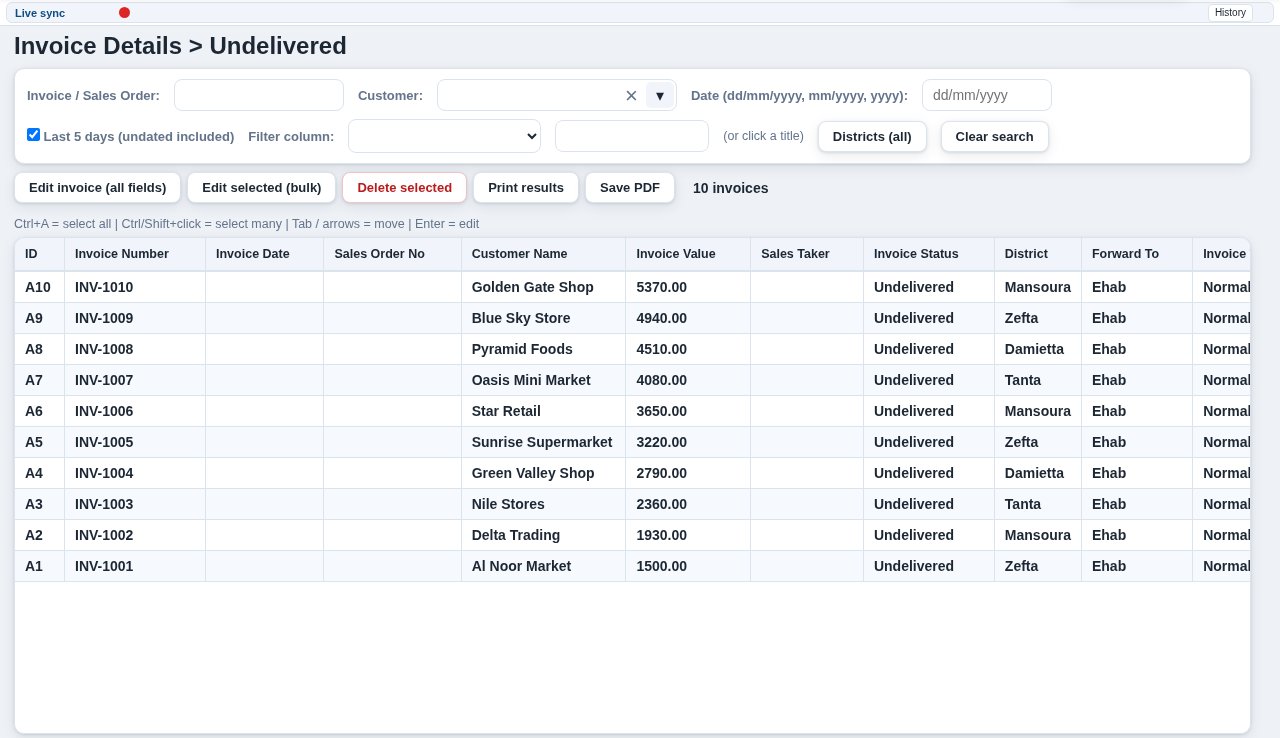 Live sync History
Invoice Details > Undelivered
Invoice / Sales Order: Customer: ✕ ▾ Date (dd/mm/yyyy, mm/yyyy, yyyy): dd/mm/yyyy
Last 5 days (undated included) Filter column: (or click a title) Districts (all) Clear search
Edit invoice (all fields) Edit selected (bulk) Delete selected Print results Save PDF 10 invoices
Ctrl+A = select all | Ctrl/Shift+click = select many | Tab / arrows = move | Enter = edit
ID Invoice Number Invoice Date Sales Order No Customer Name Invoice Value Sales Taker Invoice Status District Forward To Invoice
A10 INV-1010 Golden Gate Shop 5370.00 Undelivered Mansoura Ehab Normal
A9 INV-1009 Blue Sky Store 4940.00 Undelivered Zefta Ehab Normal
A8 INV-1008 Pyramid Foods 4510.00 Undelivered Damietta Ehab Normal
A7 INV-1007 Oasis Mini Market 4080.00 Undelivered Tanta Ehab Normal
A6 INV-1006 Star Retail 3650.00 Undelivered Mansoura Ehab Normal
A5 INV-1005 Sunrise Supermarket 3220.00 Undelivered Zefta Ehab Normal
A4 INV-1004 Green Valley Shop 2790.00 Undelivered Damietta Ehab Normal
A3 INV-1003 Nile Stores 2360.00 Undelivered Tanta Ehab Normal
A2 INV-1002 Delta Trading 1930.00 Undelivered Mansoura Ehab Normal
A1 INV-1001 Al Noor Market 1500.00 Undelivered Zefta Ehab Normal